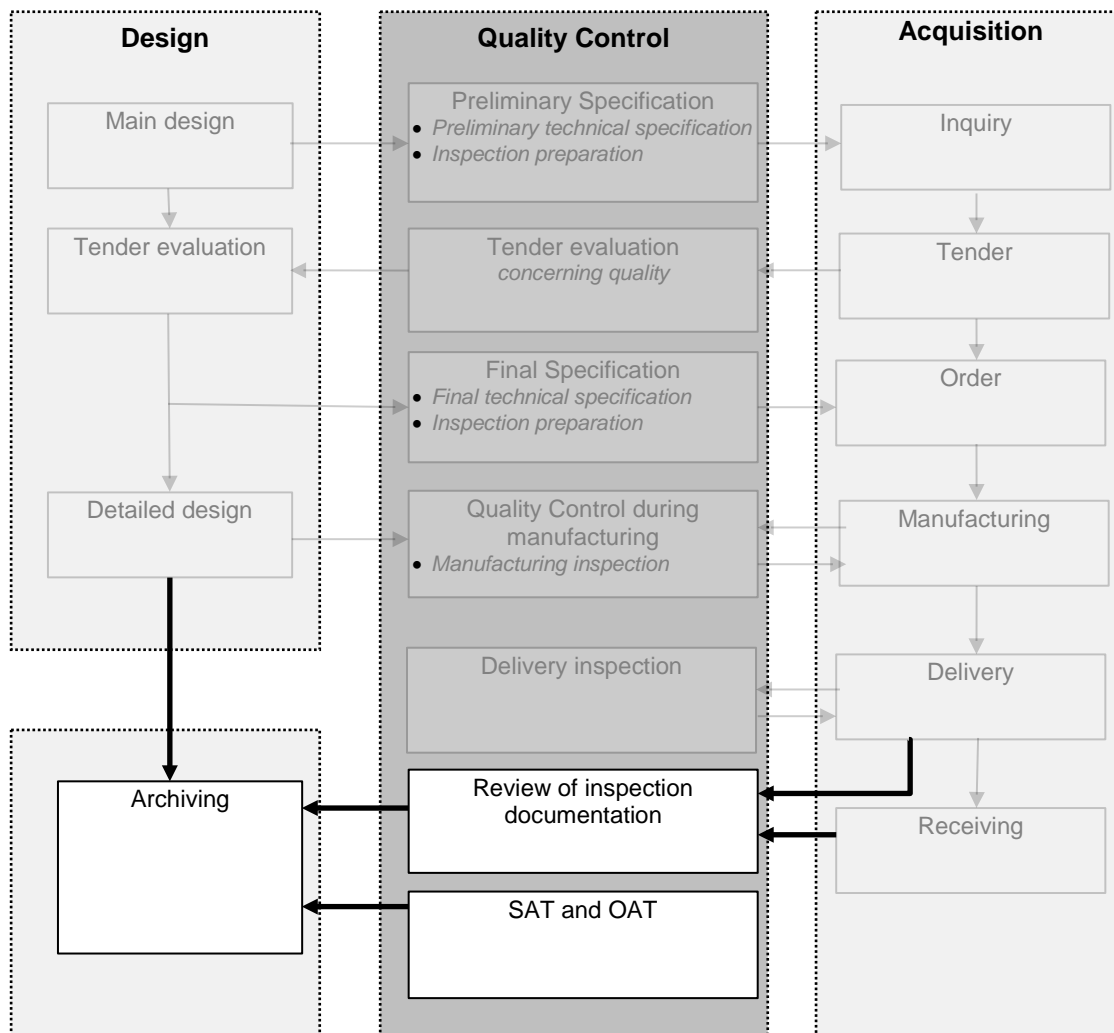 Design
Quality Control
Acquisition
Main design
Preliminary Specification
• Preliminary technical specification
• Inspection preparation
Inquiry
Tender evaluation
Tender evaluation
concerning quality
Tender
Final Specification
• Final technical specification
• Inspection preparation
Order
Detailed design
Quality Control during
manufacturing
• Manufacturing inspection
Manufacturing
Delivery inspection
Delivery
Archiving
Review of inspection
documentation
Receiving
SAT and OAT